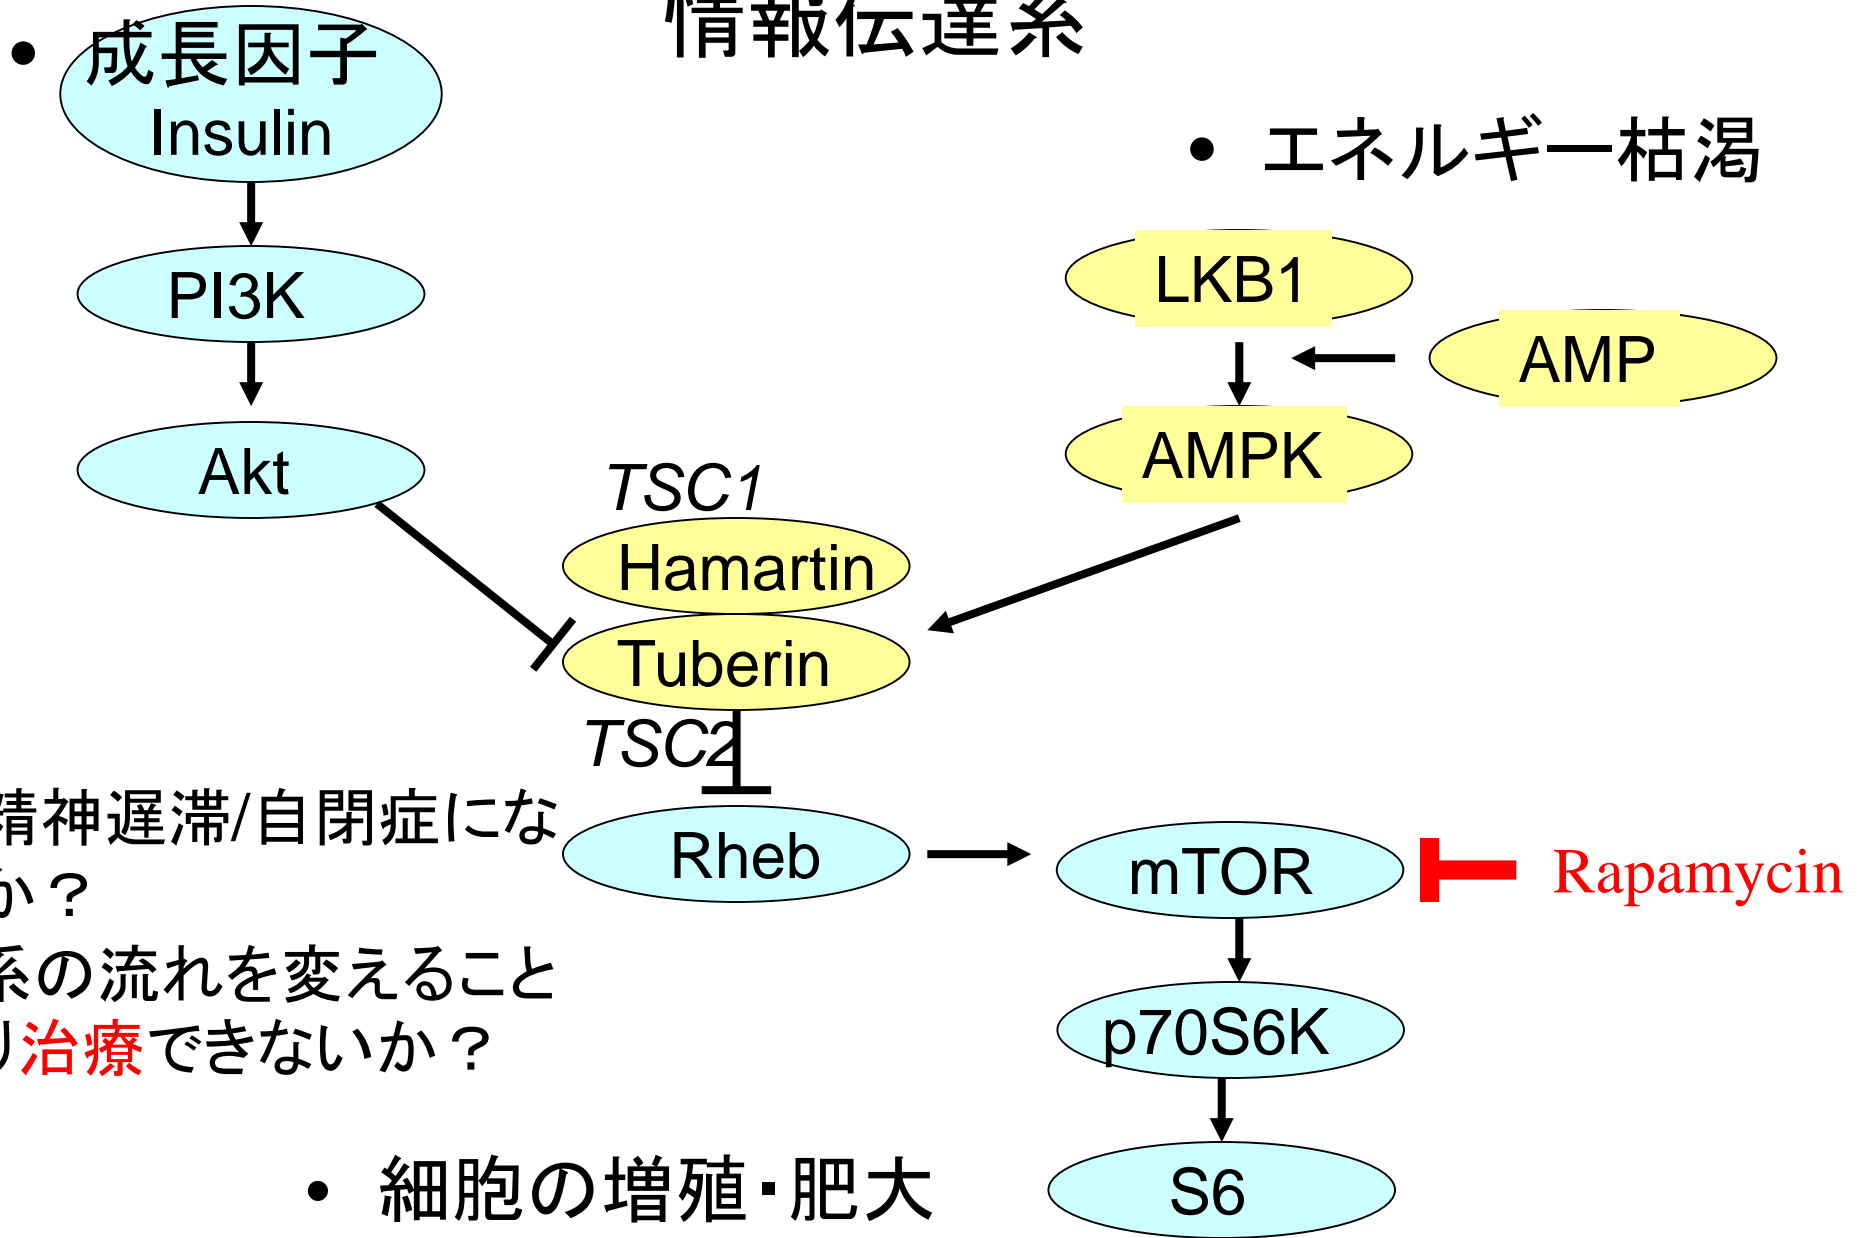 情報伝達系
• 成長因子
Insulin
• エネルギー枯渇
PI3K
LKB1
AMP
Akt
AMPK
TSC1
Hamartin
Tuberin
TSC2
精神遅滞/自閉症にな
か？
Rheb
mTOR
Rapamycin
系の流れを変えること
り治療できないか？
p70S6K
• 細胞の増殖・肥大
S6